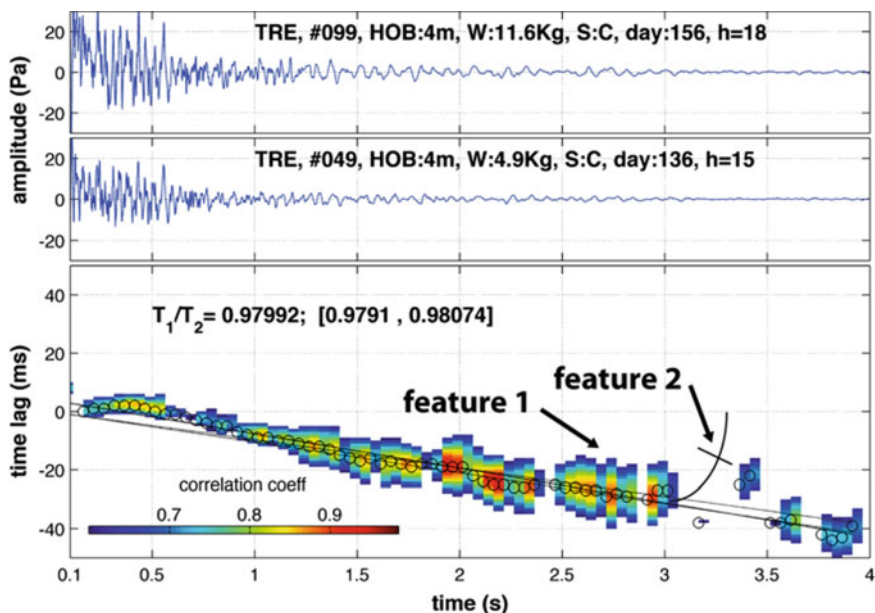 TRE, #099, HOB:4m, W:11.6Kg, S:C, day:156, h=18
20
0
-20
TRE, #049, HOB:4m, W:4.9Kg, S:C, day:136, h=15
20
0
-20
amplitude (Pa)
T1/T2= 0.97992; [0.9791 , 0.98074]
40
20
0
-20
-40
time lag (ms)
feature 1
feature 2
correlation coeff
0.7 0.8 0.9
0.1 0.5 1 1.5 2 2.5 3 3.5 4
time (s)